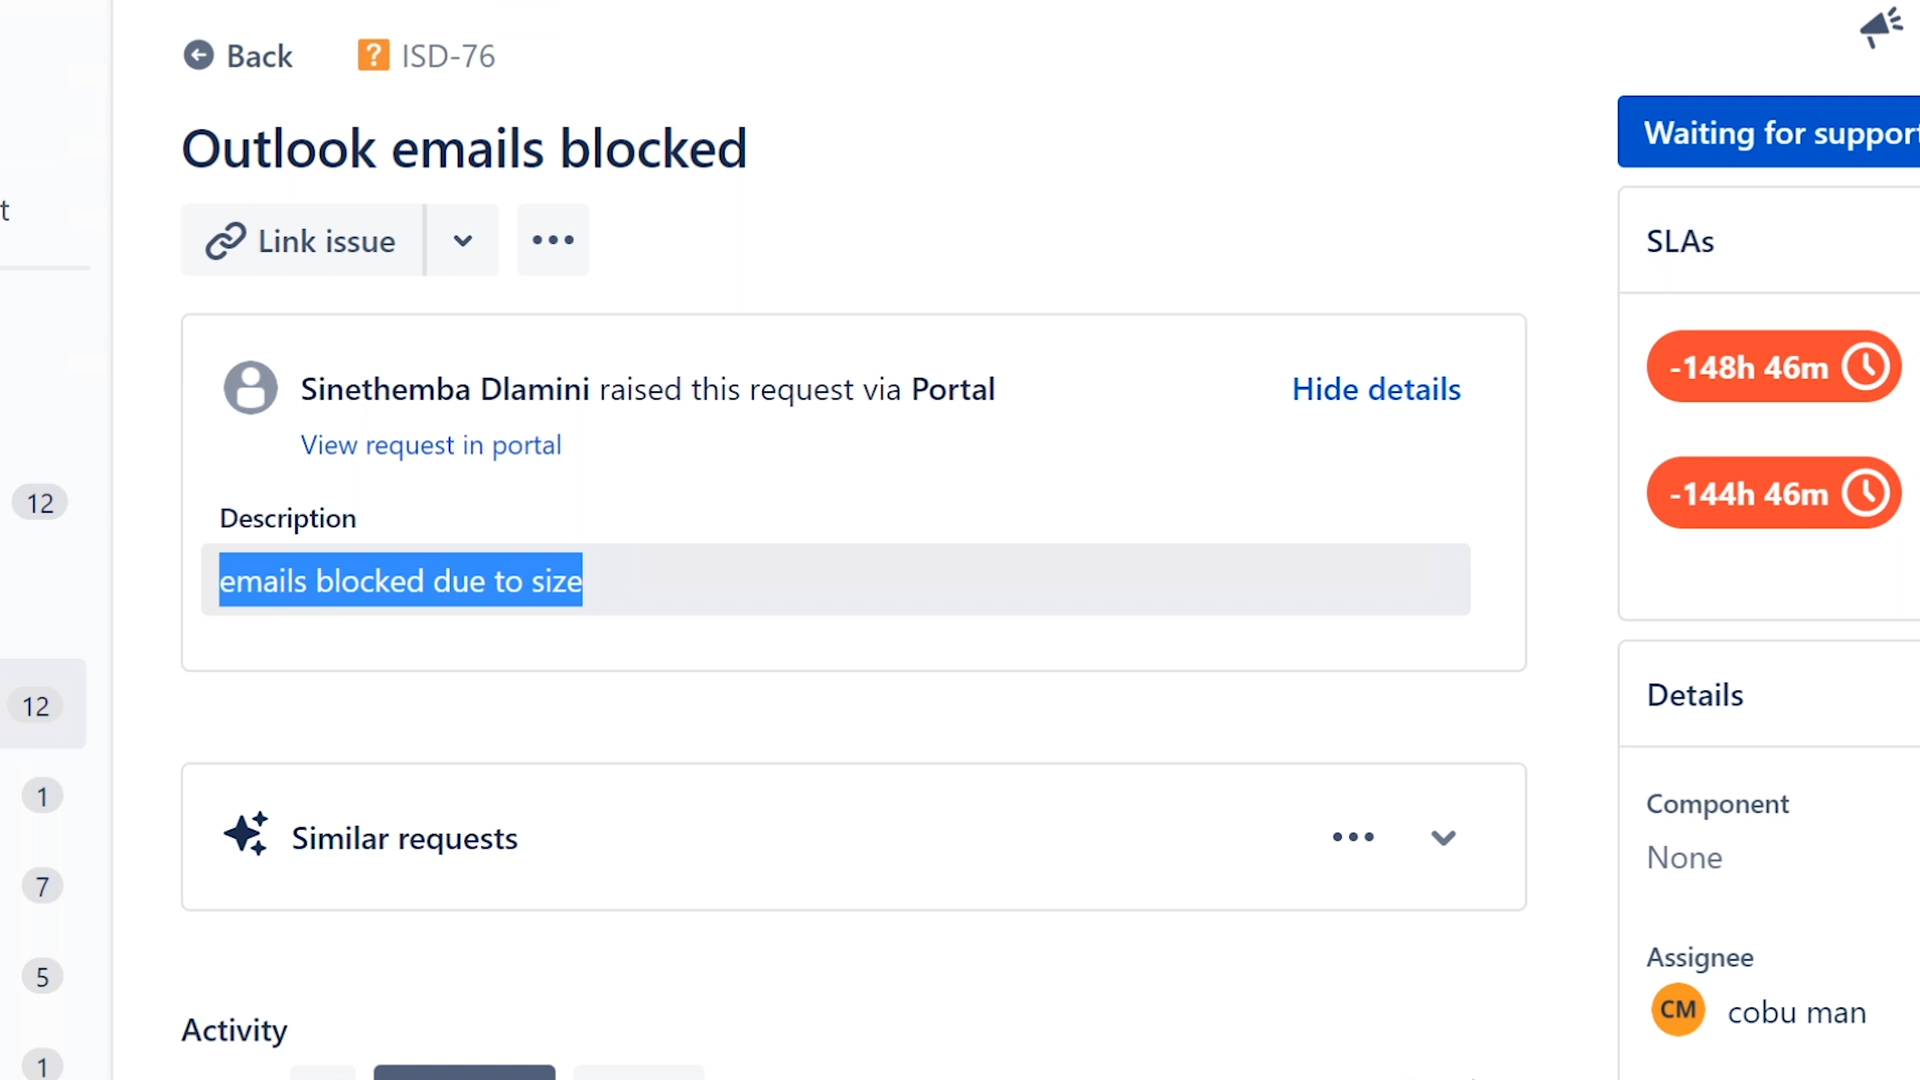 Back
ISD-76
Outlook emails blocked
Waiting for support
t
Link issue
SLAs
-148h 46m
Sinethemba Dlamini raised this request via Portal
Hide details
View request in portal
-144h 46m
12
Description
emails blocked due to size
12
Details
1
Component
Similar requests
None
7
Assignee
5
CM
cobu man
Activity
1